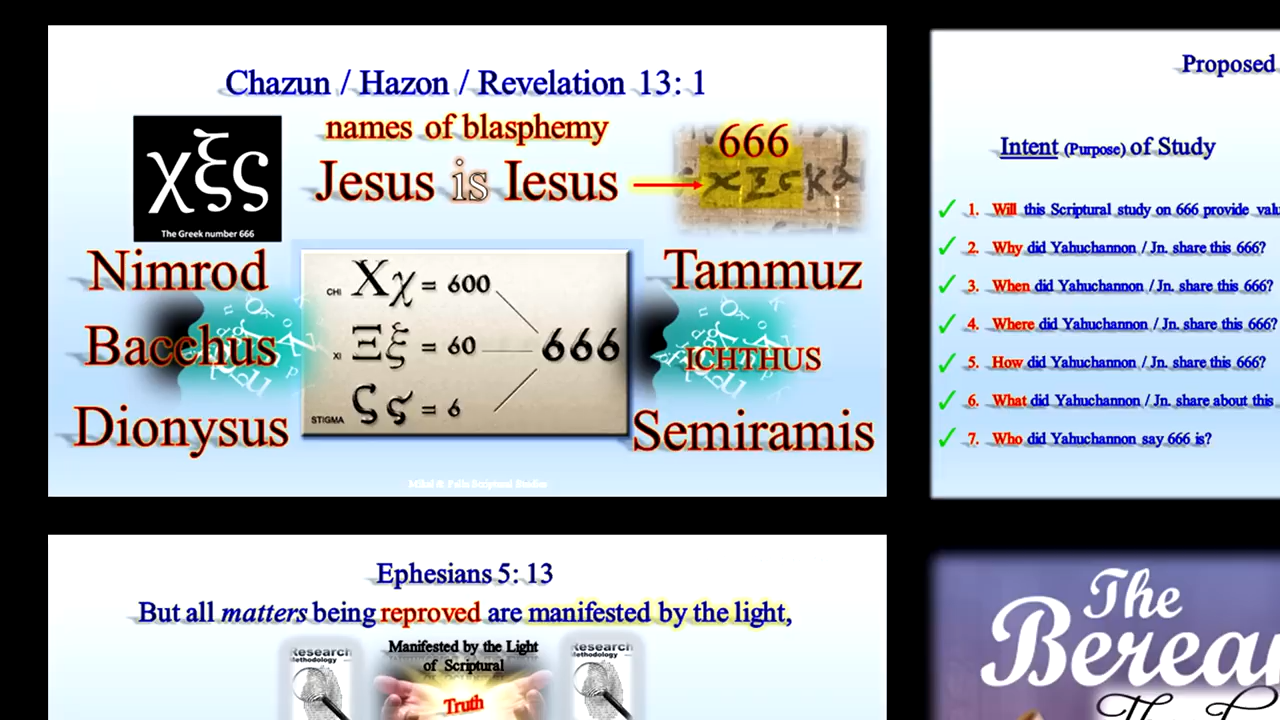 Chazun / Hazon / Revelation 13: 1
names of blasphemy
Jesus is Iesus
χξς
The Greek number 666
666
Nimrod
Bacchus
Dionysus
CHI Χχ = 600
XI Ξξ = 60
STIGMA Ϛϛ = 6
666
Tammuz
ICHTHUS
Semiramis
Scriptural Studies
Proposed
Intent (Purpose) of Study
✓ 1. Will this Scriptural study on 666 provide
✓ 2. Why did Yahuchannon / Jn. share this 666?
✓ 3. When did Yahuchannon / Jn. share this 666?
✓ 4. Where did Yahuchannon / Jn. share this 666?
✓ 5. How did Yahuchannon / Jn. share this 666?
✓ 6. What did Yahuchannon / Jn. share about this
✓ 7. Who did Yahuchannon say 666 is?
Ephesians 5: 13
But all matters being reproved are manifested by the light,
Research
Methodology
Manifested by the Light
of Scriptural
Truth
Research
Methodology
The